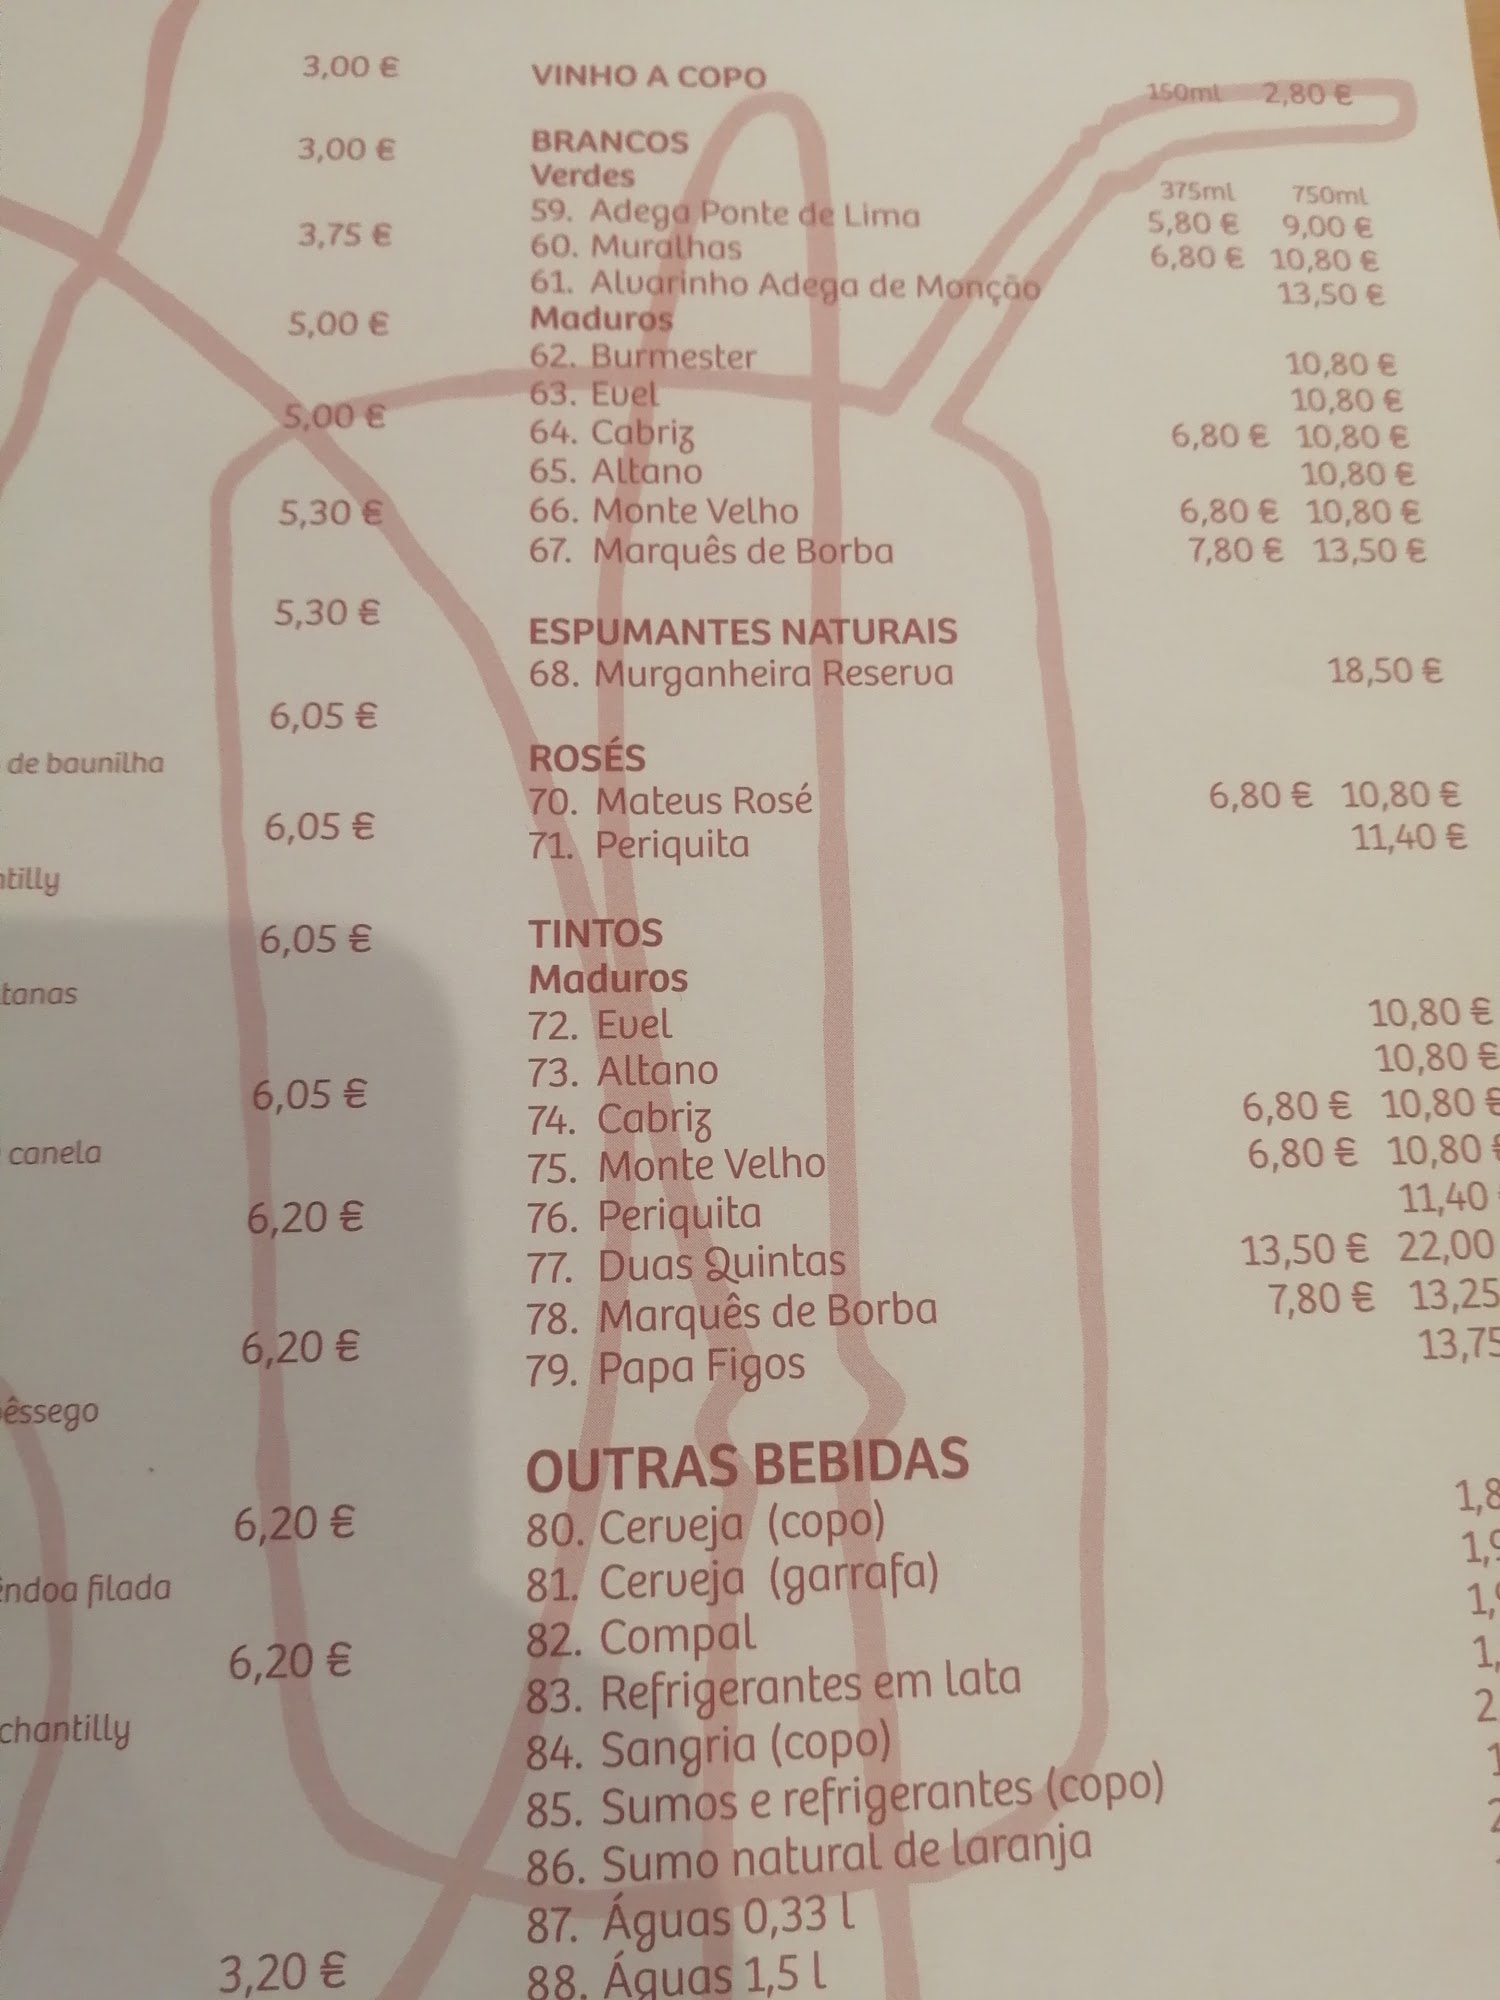 3,00 €
3,00 €
3,75 €
5,00 €
5,00 €
5,30 €
5,30 €
6,05 €
de baunilha
6,05 €
6,05 €
6,05 €
canela
6,20 €
6,20 €
6,20 €
filada
6,20 €
chantilly
3,20 €
VINHO A COPO 150ml 2,80 €
BRANCOS
Verdes 375ml 750ml
59. Adega Ponte de Lima 5,80 € 9,00 €
60. Muralhas 6,80 € 10,80 €
61. Alvarinho Adega de Monção 13,50 €
Maduros
62. Burmester 10,80 €
63. Evel 10,80 €
64. Cabriz 6,80 € 10,80 €
65. Altano 10,80 €
66. Monte Velho 6,80 € 10,80 €
67. Marquês de Borba 7,80 € 13,50 €
ESPUMANTES NATURAIS
68. Murganheira Reserva 18,50 €
ROSÉS
70. Mateus Rosé 6,80 € 10,80 €
71. Periquita 11,40 €
TINTOS
Maduros
72. Evel 10,80 €
73. Altano 10,80 €
74. Cabriz 6,80 € 10,80 €
75. Monte Velho 6,80 € 10,80 €
76. Periquita 11,40
77. Duas Quintas 13,50 € 22,00
78. Marquês de Borba 7,80 € 13,25
79. Papa Figos 13,75
OUTRAS BEBIDAS
80. Cerveja (copo)
81. Cerveja (garrafa)
82. Compal
83. Refrigerantes em lata
84. Sangria (copo)
85. Sumos e refrigerantes (copo)
86. Sumo natural de laranja
87. Águas 0,33 l
88. Águas 1,5 l